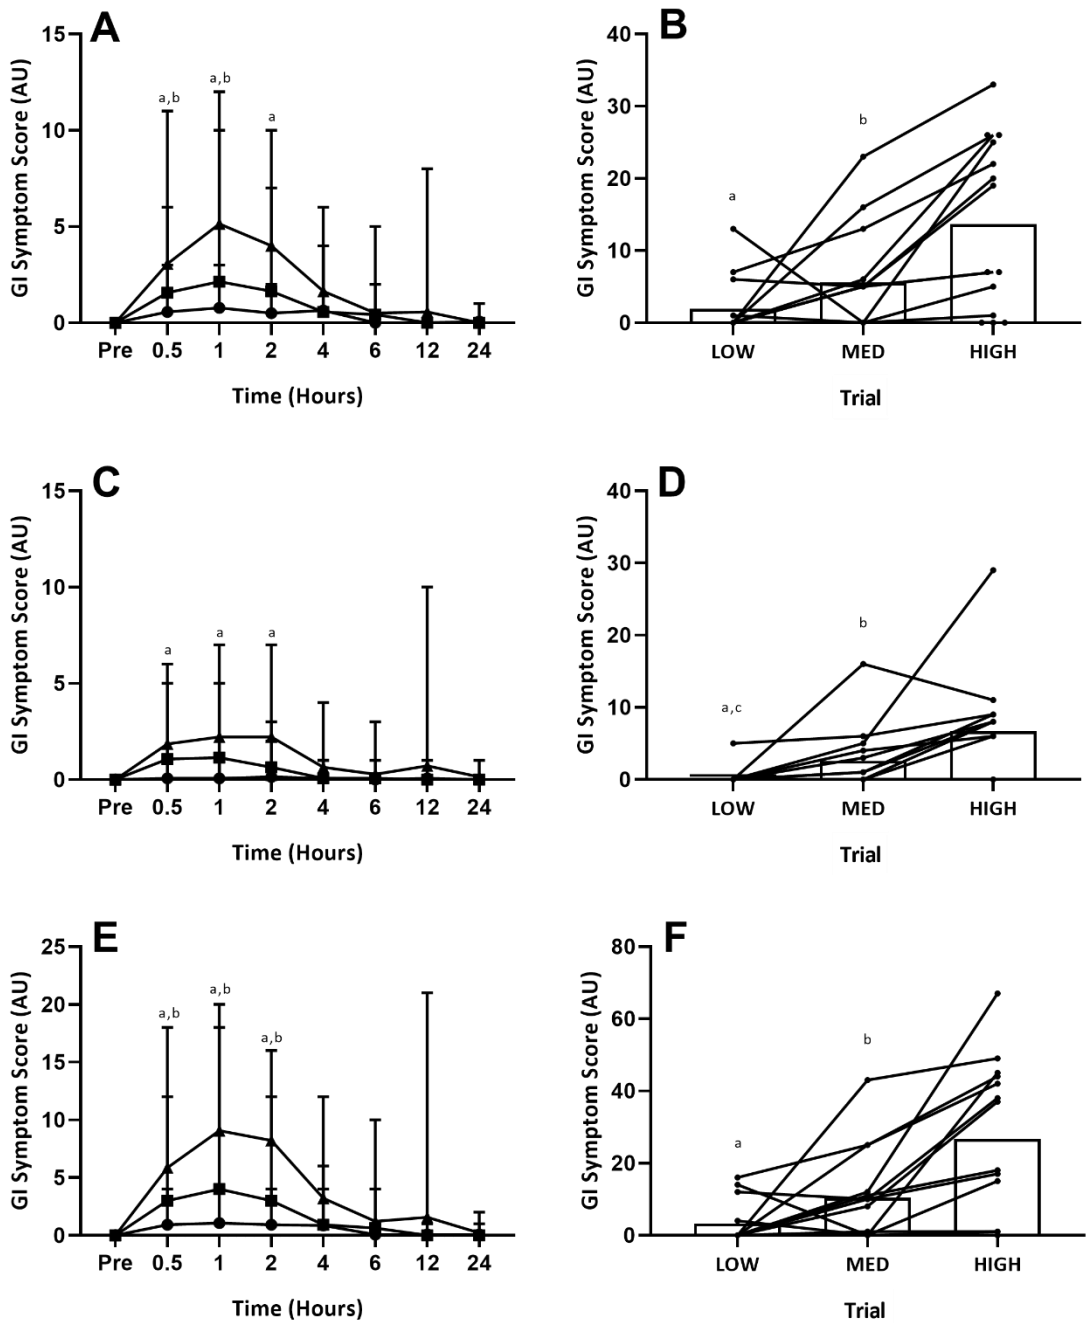 A
GI Symptom Score (AU)
15
10
5
0
a,b
a,b
a
Pre 0.5 1 2 4 6 12 24
Time (Hours)
B
GI Symptom Score (AU)
40
30
20
10
0
a
b
LOW MED HIGH
Trial
C
GI Symptom Score (AU)
15
10
5
0
a
a
a
Pre 0.5 1 2 4 6 12 24
Time (Hours)
D
GI Symptom Score (AU)
40
30
20
10
0
a,c
b
LOW MED HIGH
Trial
E
GI Symptom Score (AU)
25
20
15
10
5
0
a,b
a,b
a,b
Pre 0.5 1 2 4 6 12 24
Time (Hours)
F
GI Symptom Score (AU)
80
60
40
20
0
a
b
LOW MED HIGH
Trial